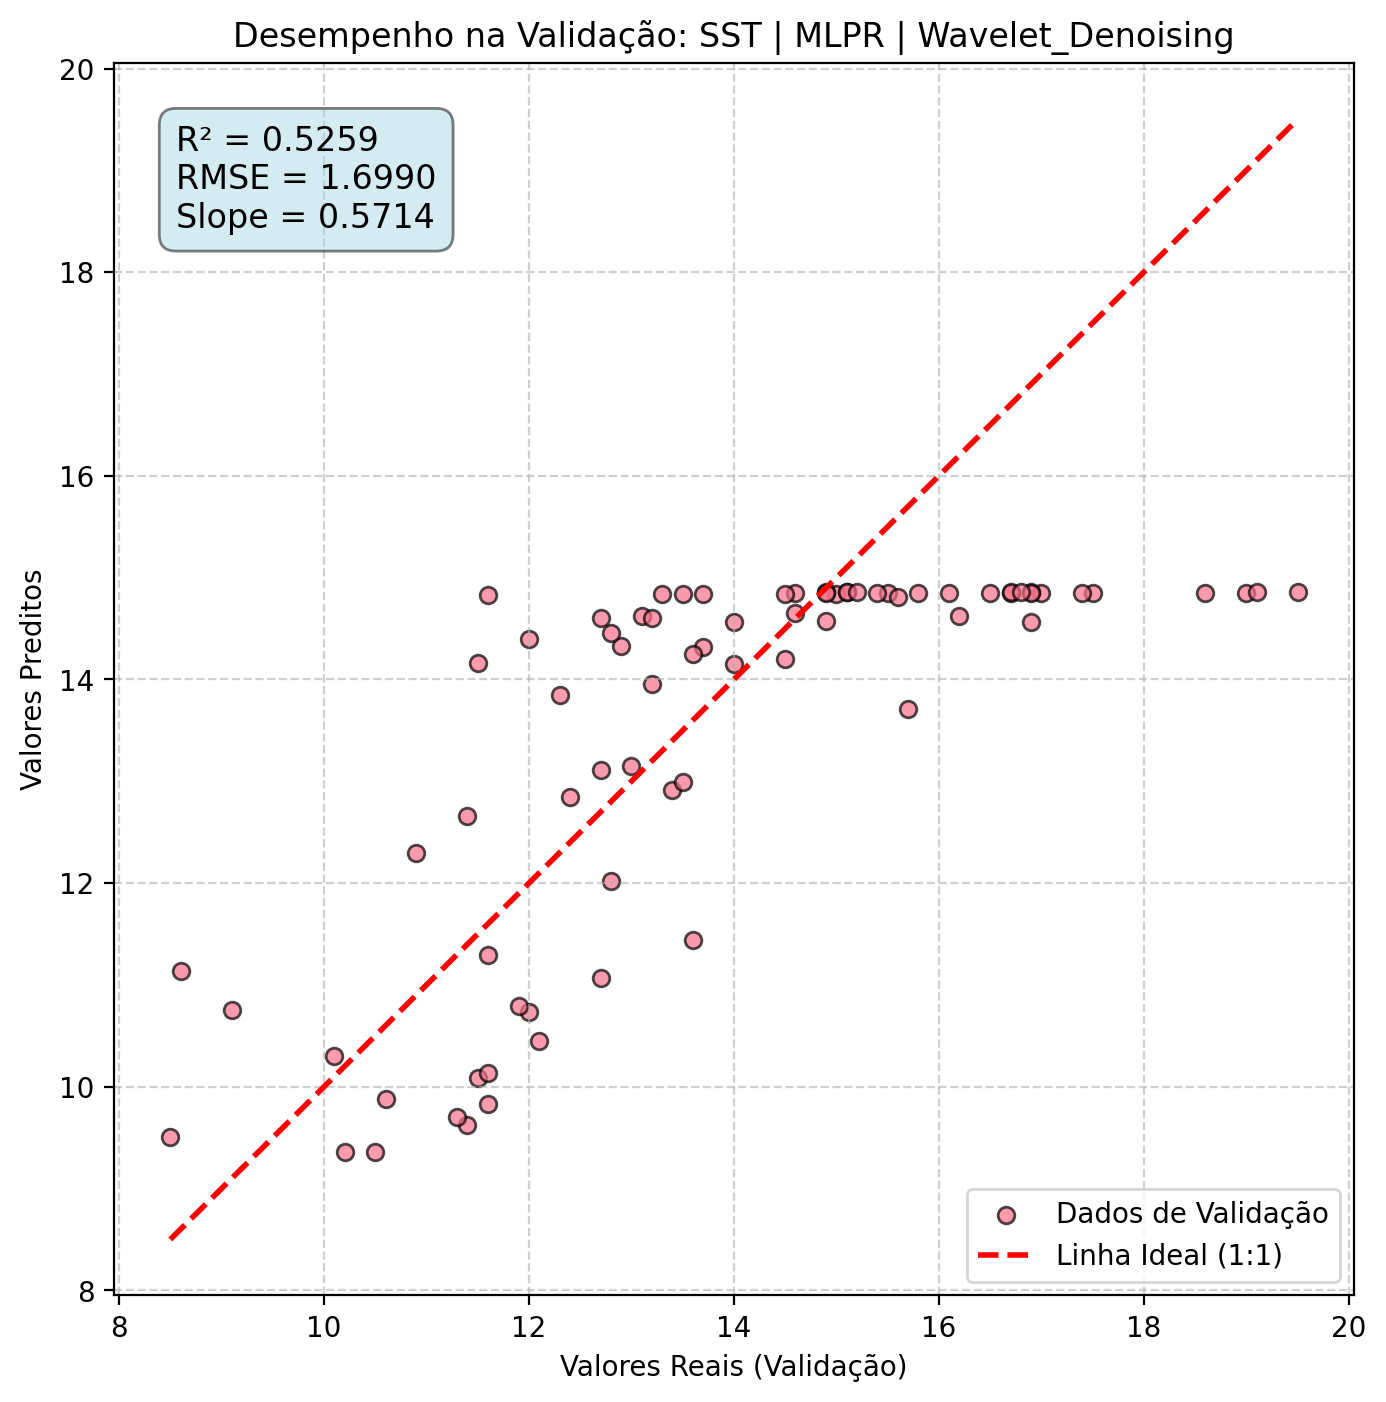 Desempenho na Validação: SST | MLPR | Wavelet_Denoising
20
18
16
14
12
10
8
Valores Preditos
R² = 0.5259
RMSE = 1.6990
Slope = 0.5714
Dados de Validação
Linha Ideal (1:1)
8 10 12 14 16 18 20
Valores Reais (Validação)